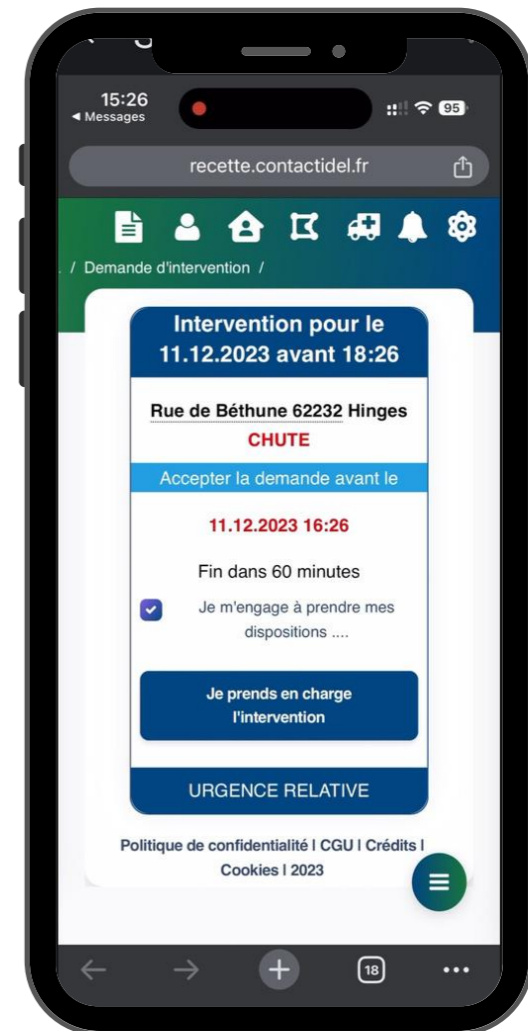 15:26
◄ Messages
95
recette.contactidel.fr
. / Demande d'intervention /
Intervention pour le
11.12.2023 avant 18:26
Rue de Béthune 62232 Hinges
CHUTE
Accepter la demande avant le
11.12.2023 16:26
Fin dans 60 minutes
Je m'engage à prendre mes
dispositions ....
Je prends en charge
l'intervention
URGENCE RELATIVE
Politique de confidentialité I CGU I Crédits I
Cookies I 2023
18